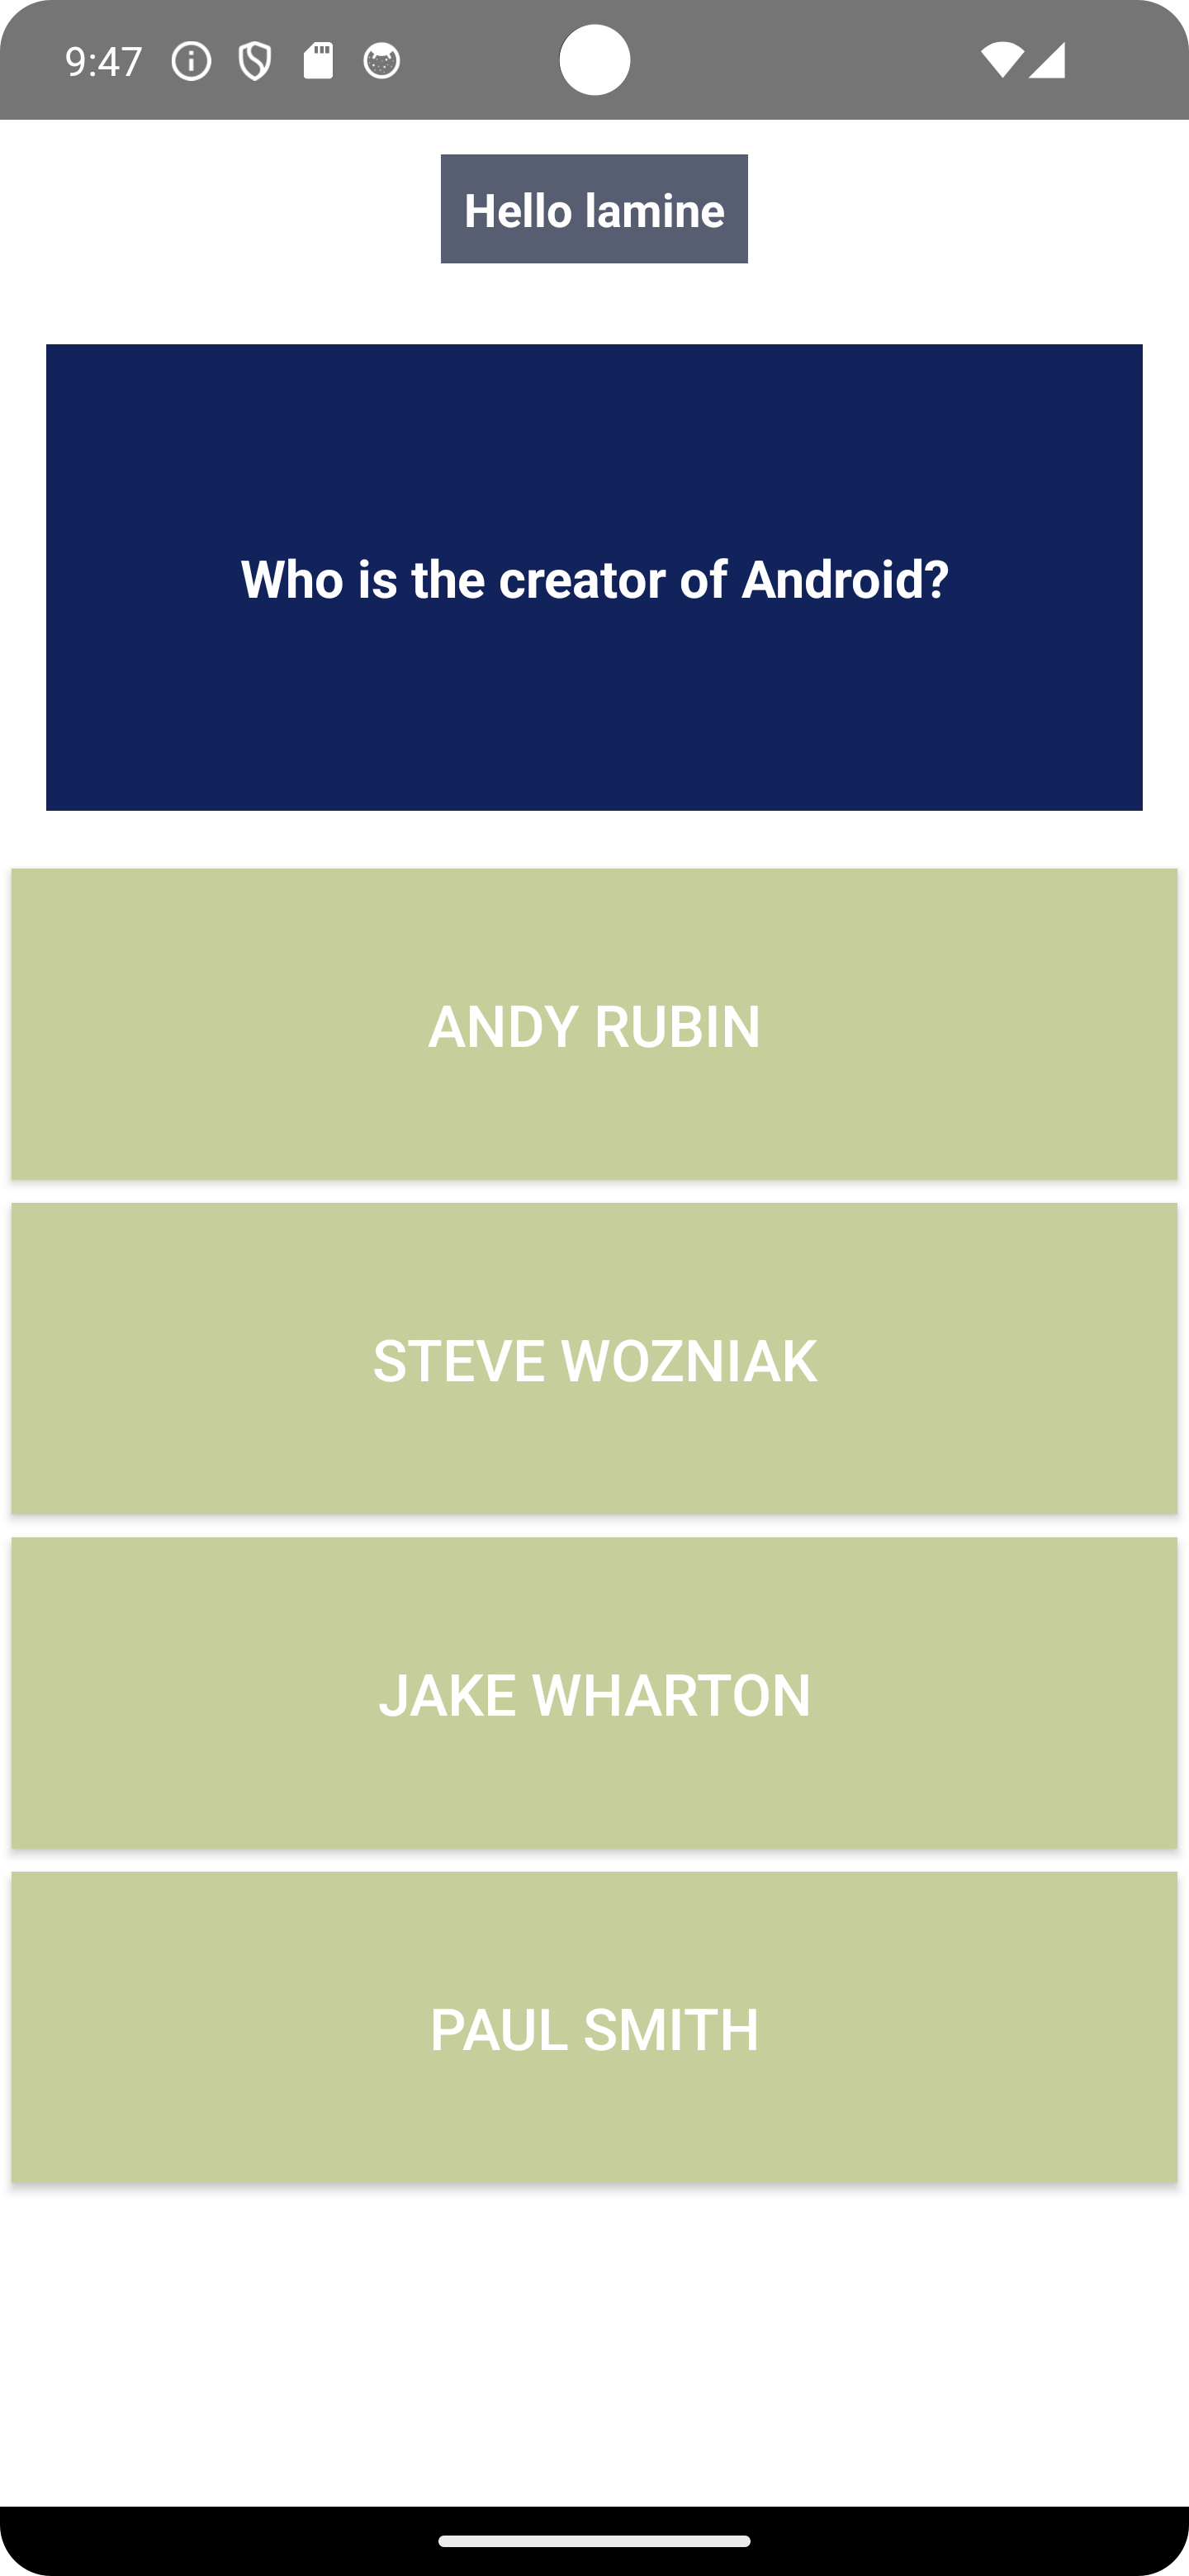 9:47
Hello lamine
Who is the creator of Android?
ANDY RUBIN
STEVE WOZNIAK
JAKE WHARTON
PAUL SMITH